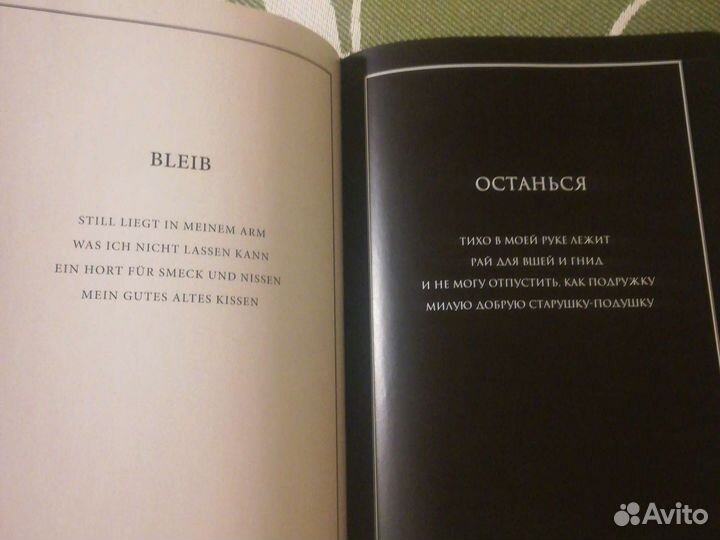 BLEIB
STILL LIEGT IN MEINEM ARM
WAS ICH NICHT LASSEN KANN
EIN HORT FÜR SMECK UND NISSEN
MEIN GUTES ALTES KISSEN
ОСТАНЬСЯ
ТИХО В МОЕЙ РУКЕ ЛЕЖИТ
РАЙ ДЛЯ ВШЕЙ И ГНИД
И НЕ МОГУ ОТПУСТИТЬ, КАК ПОДРУЖКУ
МИЛУЮ ДОБРУЮ СТАРУШКУ-ПОДУШКУ
Avito